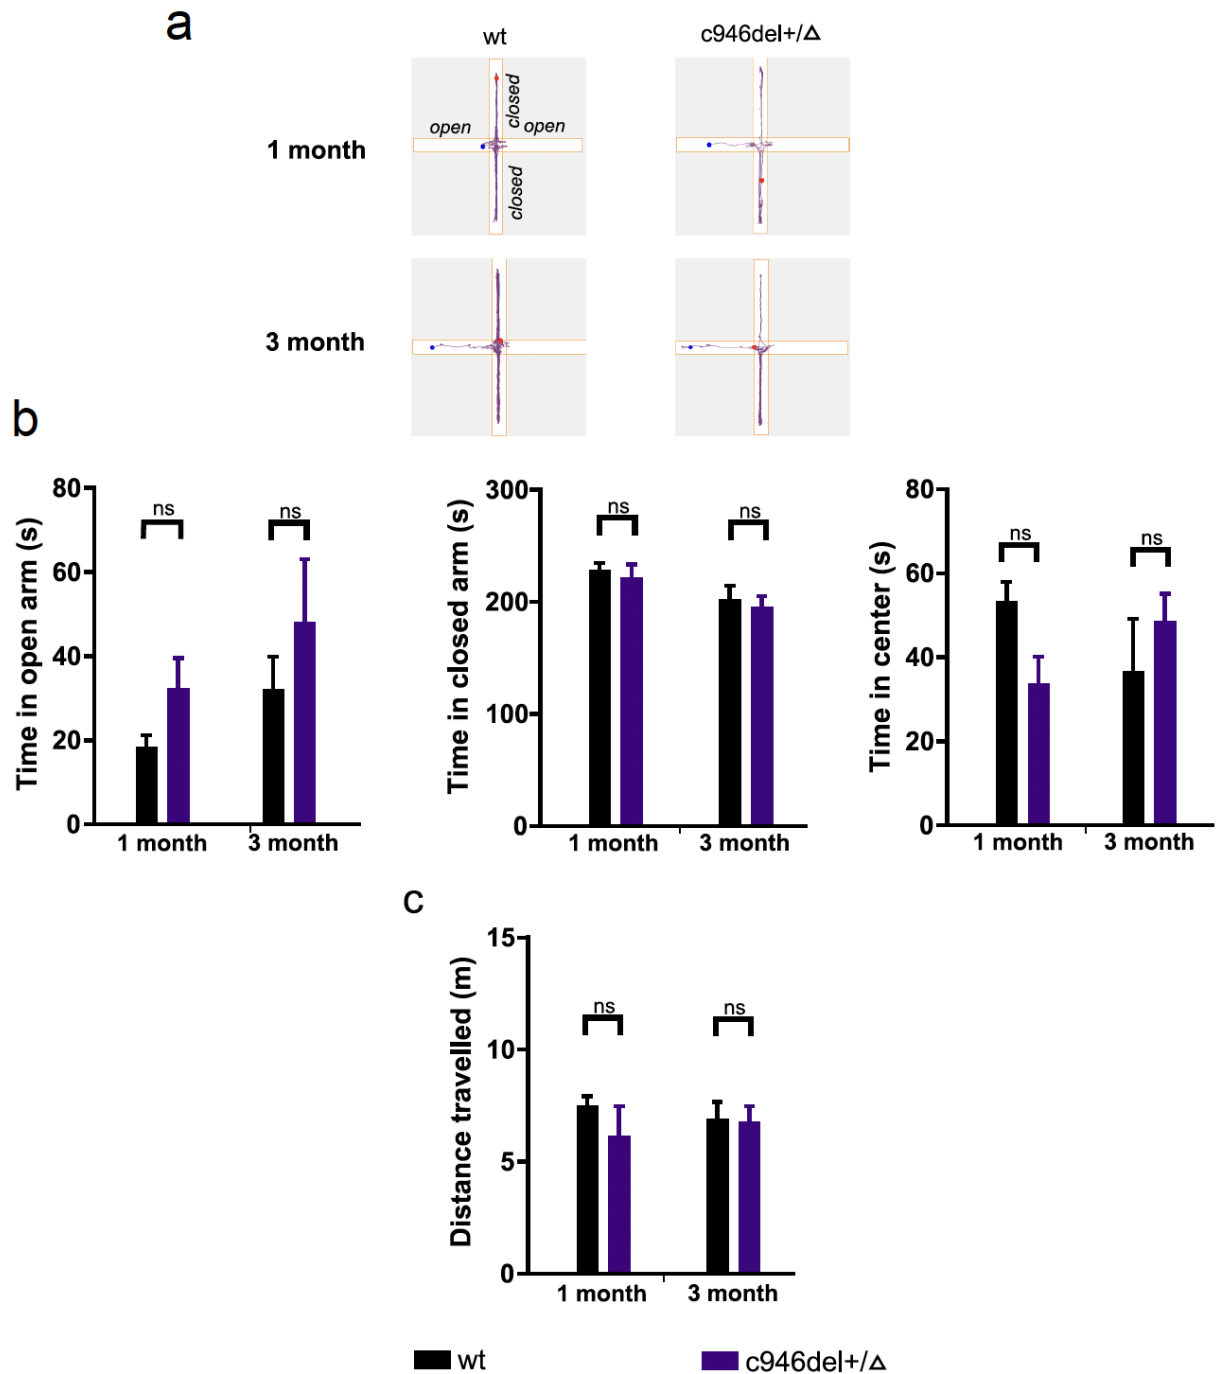 a
wt
c946del+/Δ
1 month
open
closed
open
closed
3 month
b
Time in open arm (s)
80
60
40
20
0
ns
ns
1 month
3 month
Time in closed arm (s)
300
200
100
0
ns
ns
1 month
3 month
Time in center (s)
80
60
40
20
0
ns
ns
1 month
3 month
c
Distance travelled (m)
15
10
5
0
ns
ns
1 month
3 month
wt
c946del+/Δ